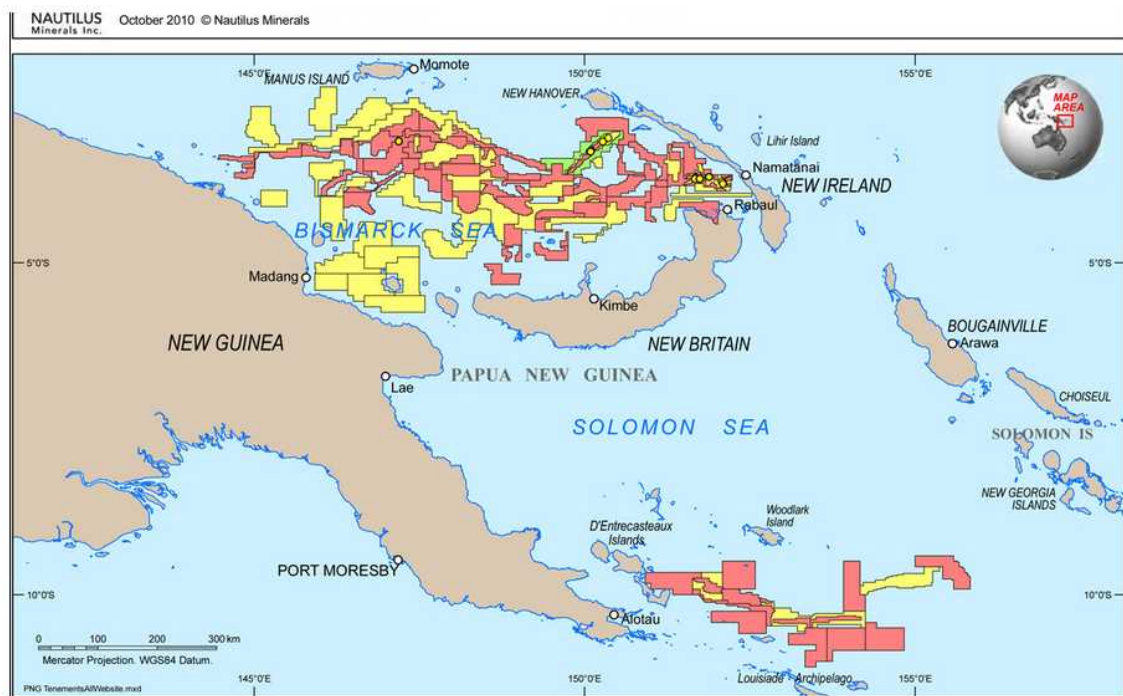 NAUTILUS
Minerals Inc.
October 2010 © Nautilus Minerals
145°0'E
150°0'E
155°0'E
Momote
MANUS ISLAND
NEW HANOVER
MAP
AREA
Lihir Island
Namatanai
NEW IRELAND
Rabaul
BISMARCK SEA
5°0'S
5°0'S
Madang
Kimbe
NEW GUINEA
NEW BRITAIN
BOUGAINVILLE
Arawa
Lae
PAPUA NEW GUINEA
CHOISEUL
SOLOMON SEA
SOLOMON IS
NEW GEORGIA
ISLANDS
Woodlark
Island
D'Entrecasteaux
Islands
PORT MORESBY
10°0'S
10°0'S
Alotau
0 100 200 300 km
Mercator Projection. WGS84 Datum.
Louisiade Archipelago
PNG TenementsAllWebsite.mxd
145°0'E
150°0'E
155°0'E